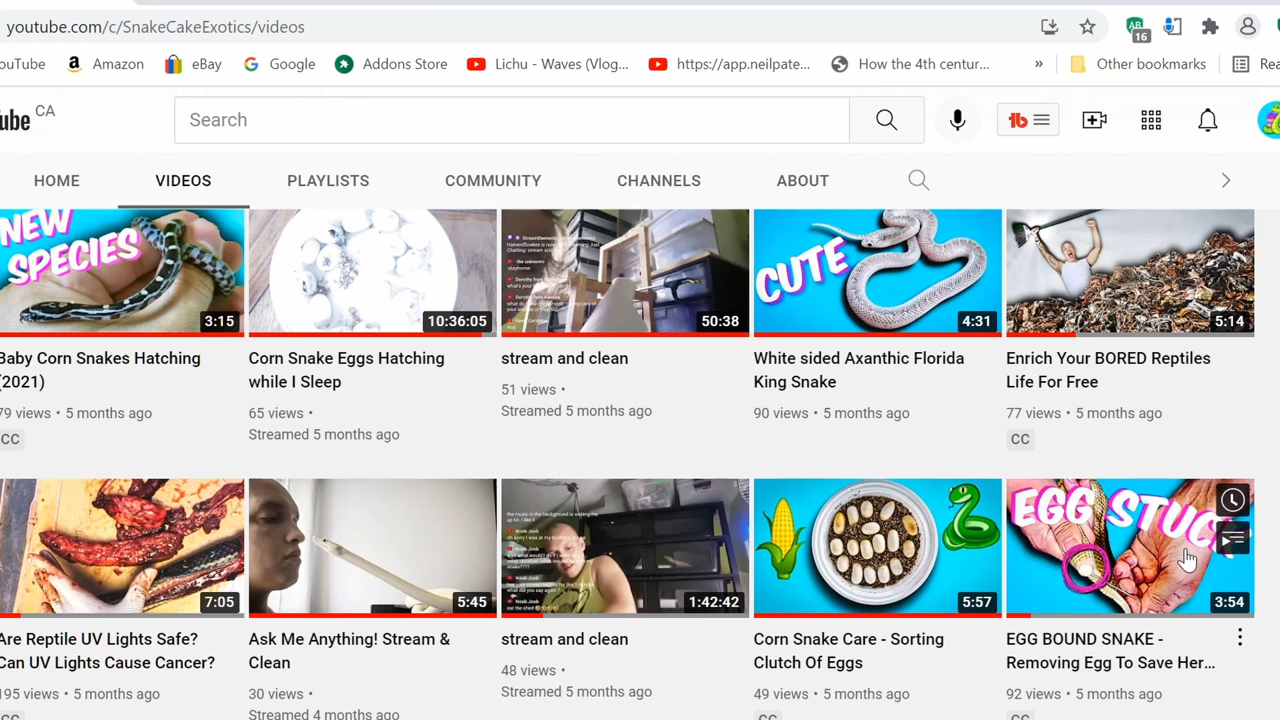 youtube.com/c/SnakeCakeExotics/videos
AB
16
ouTube
Amazon
eBay
Google
Addons Store
Lichu - Waves (Vlog...
https://app.neilpate...
How the 4th centur...
»
Other bookmarks
Rea
ube CA
Search
tb
HOME
VIDEOS
PLAYLISTS
COMMUNITY
CHANNELS
ABOUT
NEW
SPECIES
3:15
10:36:05
50:38
CUTE
4:31
5:14
Baby Corn Snakes Hatching
(2021)
79 views • 5 months ago
CC
Corn Snake Eggs Hatching
while I Sleep
65 views •
Streamed 5 months ago
stream and clean
51 views •
Streamed 5 months ago
White sided Axanthic Florida
King Snake
90 views • 5 months ago
Enrich Your BORED Reptiles
Life For Free
77 views • 5 months ago
CC
7:05
5:45
1:42:42
5:57
EGG STUC
3:54
Are Reptile UV Lights Safe?
Can UV Lights Cause Cancer?
195 views • 5 months ago
CC
Ask Me Anything! Stream &
Clean
30 views •
Streamed 4 months ago
stream and clean
48 views •
Streamed 5 months ago
Corn Snake Care - Sorting
Clutch Of Eggs
49 views • 5 months ago
CC
EGG BOUND SNAKE -
Removing Egg To Save Her...
92 views • 5 months ago
CC